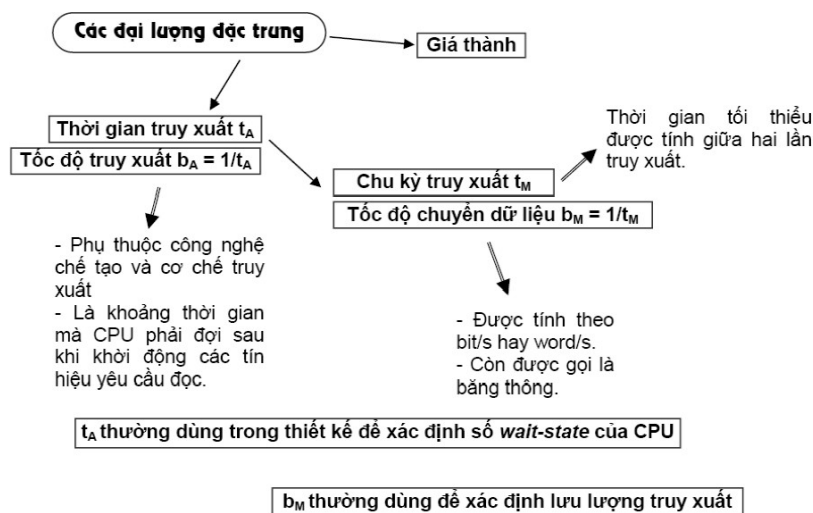 Các đại lượng đặc trưng
Giá thành
Thời gian truy xuất tA
Tốc độ truy xuất bA = 1/tA
Thời gian tối thiểu
được tính giữa hai lần
truy xuất.
Chu kỳ truy xuất tM
Tốc độ chuyển dữ liệu bM = 1/tM
- Phụ thuộc công nghệ
chế tạo và cơ chế truy
xuất
- Là khoảng thời gian
mà CPU phải đợi sau
khi khởi động các tín
hiệu yêu cầu đọc.
- Được tính theo
bit/s hay word/s.
- Còn được gọi là
băng thông.
tA thường dùng trong thiết kế để xác định số wait-state của CPU
bM thường dùng để xác định lưu lượng truy xuất